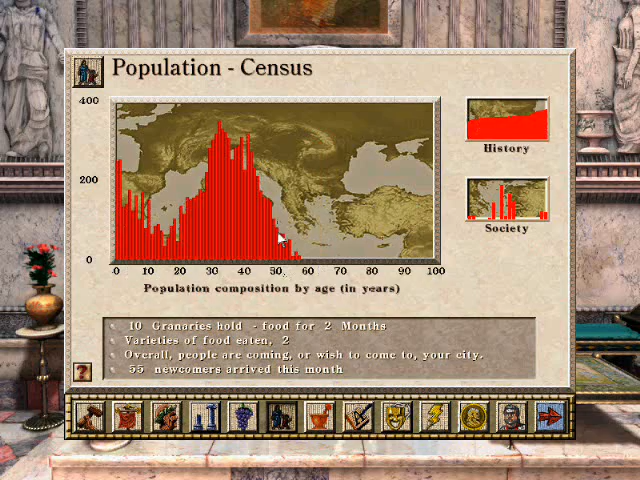 Population - Census
400
200
0
0 10 20 30 40 50 60 70 80 90 100
Population composition by age (in years)
History
Society
10 Granaries hold - food for 2 Months
Varieties of food eaten, 2
Overall, people are coming, or wish to come to, your city.
55 newcomers arrived this month
?